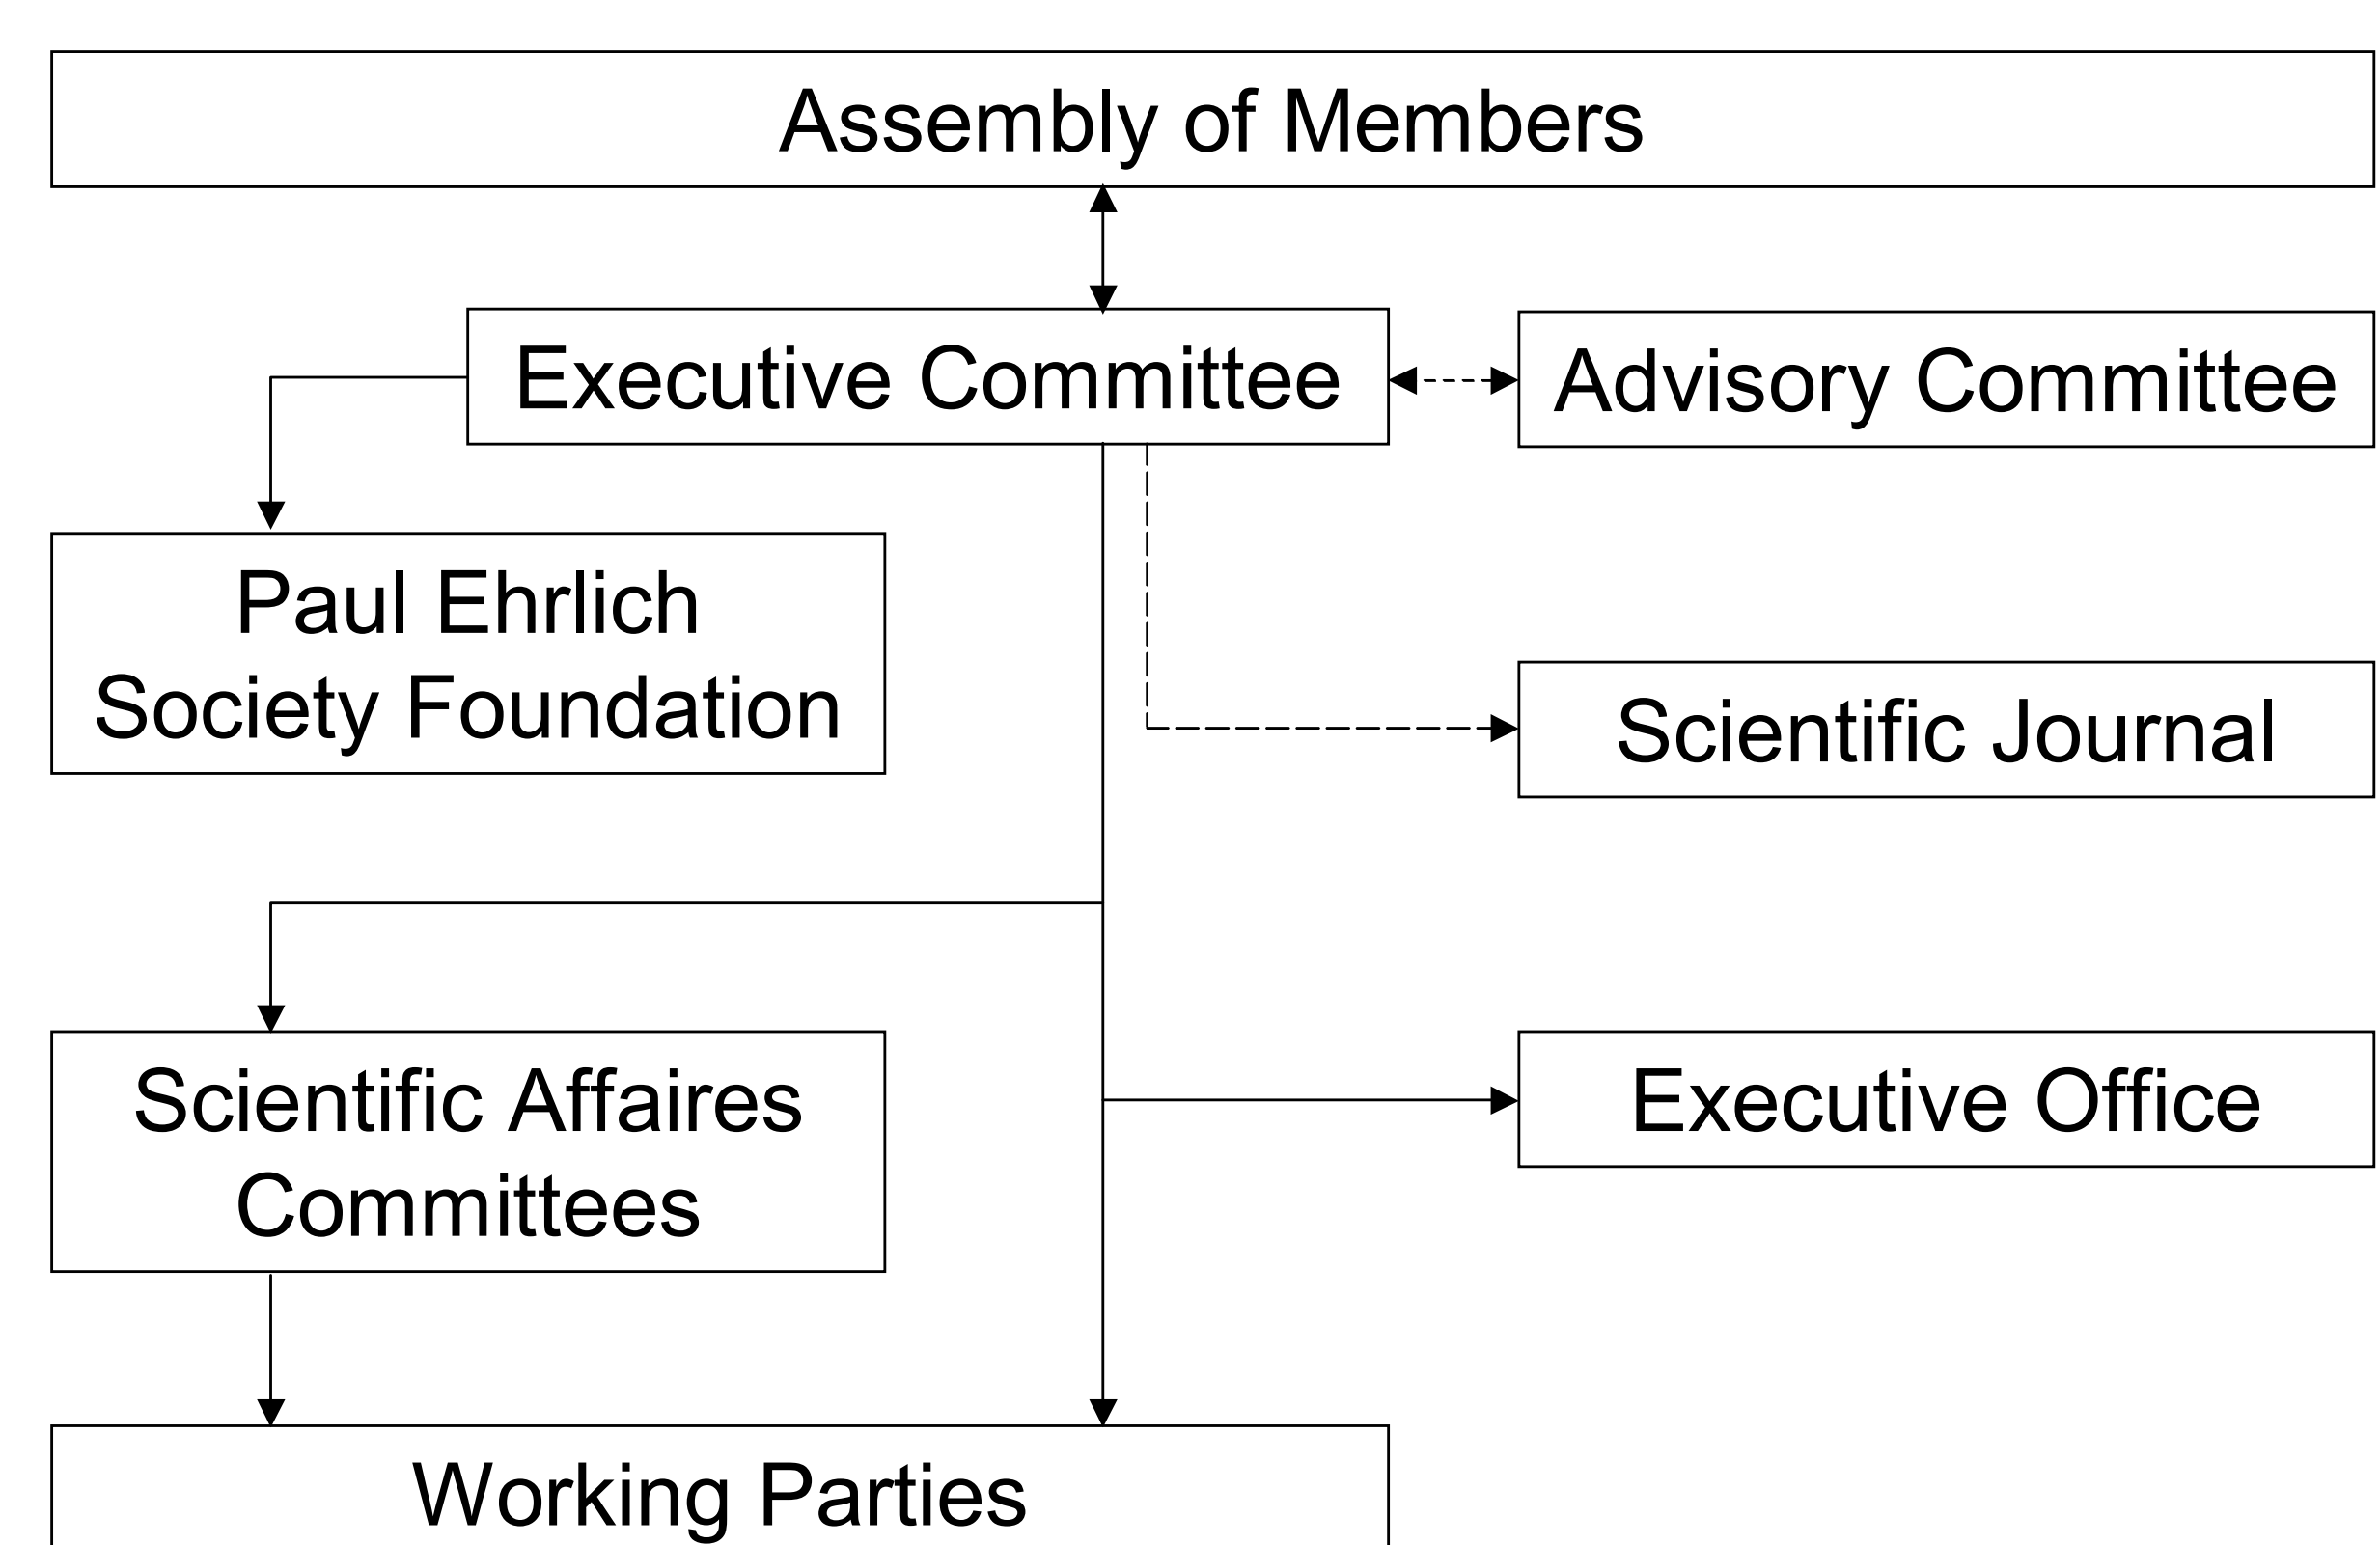 Assembly of Members
Executive Committee
Advisory Committee
Paul Ehrlich
Society Foundation
Scientific Journal
Scientific Affaires
Committees
Executive Office
Working Parties